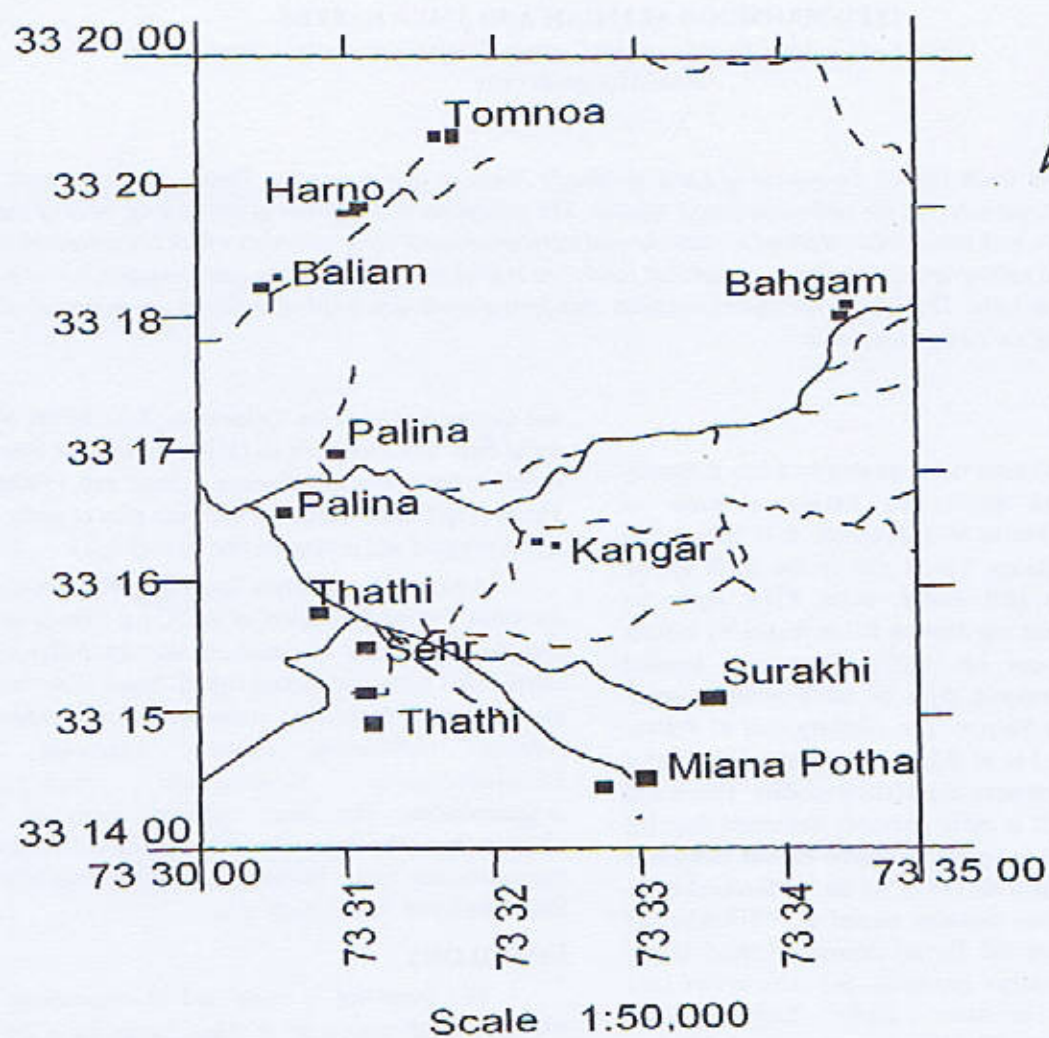 33 20 00
Tomnoa
33 20
Harno
Baliam
Bahgam
33 18
Palina
33 17
Palina
Kangar
33 16
Thathi
Sehr
Surakhi
33 15
Thathi
Miana Potha
33 14 00
73 30 00
73 31
73 32
73 33
73 34
73 35 00
Scale 1:50,000